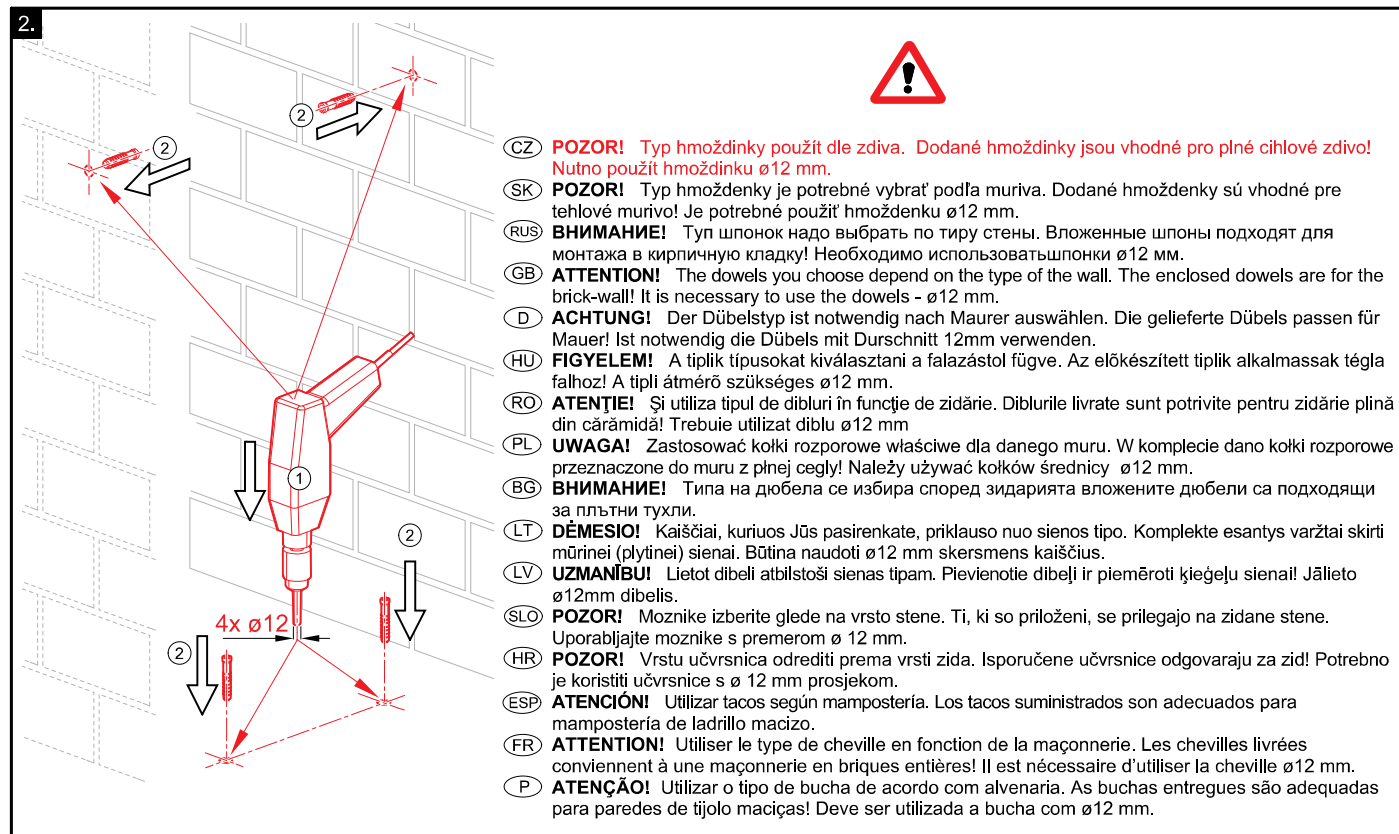 2.
2
2
1
2
2
4x ø12
CZ POZOR! Typ hmoždinky použít dle zdiva. Dodané hmoždinky jsou vhodné pro plné cihlové zdivo!
Nutno použít hmoždinku ø12 mm.
SK POZOR! Typ hmoždenky je potrebné vybrať podľa muriva. Dodané hmoždenky sú vhodné pre
tehlové murivo! Je potrebné použiť hmoždenku ø12 mm.
RUS ВНИМАНИЕ! Туп шпонок надо выбрать по тиру стены. Вложенные шпоны подходят для
монтажа в кирпичную кладку! Необходимо использоватьшпонки ø12 мм.
GB ATTENTION! The dowels you choose depend on the type of the wall. The enclosed dowels are for the
brick-wall! It is necessary to use the dowels - ø12 mm.
D ACHTUNG! Der Dübelstyp ist notwendig nach Maurer auswählen. Die gelieferte Dübels passen für
Mauer! Ist notwendig die Dübels mit Durschnitt 12mm verwenden.
HU FIGYELEM! A tiplik típusokat kiválasztani a falazástol fügve. Az elõkészített tiplik alkalmassak tégla
falhoz! A tipli átmérõ szükséges ø12 mm.
RO ATENŢIE! Şi utiliza tipul de dibluri în funcţie de zidărie. Diblurile livrate sunt potrivite pentru zidărie plină
din cărămidă! Trebuie utilizat diblu ø12 mm
PL UWAGA! Zastosować kołki rozporowe właściwe dla danego muru. W komplecie dano kołki rozporowe
przeznaczone do muru z płnej cegly! Należy używać kołków średnicy ø12 mm.
BG ВНИМАНИЕ! Типа на дюбела се избира според зидарията вложените дюбели са подходящи
за плътни тухли.
LT DĖMESIO! Kaiščiai, kuriuos Jūs pasirenkate, priklauso nuo sienos tipo. Komplekte esantys varžtai skirti
mūrinei (plytinei) sienai. Būtina naudoti ø12 mm skersmens kaiščius.
LV UZMANĪBU! Lietot dibeli atbilstoši sienas tipam. Pievienotie dibeļi ir piemēroti ķieģeļu sienai! Jālieto
ø12mm dibelis.
SLO POZOR! Moznike izberite glede na vrsto stene. Ti, ki so priloženi, se prilegajo na zidane stene.
Uporabljajte moznike s premerom ø 12 mm.
HR POZOR! Vrstu učvrsnica odrediti prema vrsti zida. Isporučene učvrsnice odgovaraju za zid! Potrebno
je koristiti učvrsnice s ø 12 mm prosjekom.
ESP ATENCIÓN! Utilizar tacos según mampostería. Los tacos suministrados son adecuados para
mampostería de ladrillo macizo.
FR ATTENTION! Utiliser le type de cheville en fonction de la maçonnerie. Les chevilles livrées
conviennent à une maçonnerie en briques entières! Il est nécessaire d'utiliser la cheville ø12 mm.
P ATENÇÃO! Utilizar o tipo de bucha de acordo com alvenaria. As buchas entregues são adequadas
para paredes de tijolo maciças! Deve ser utilizada a bucha com ø12 mm.